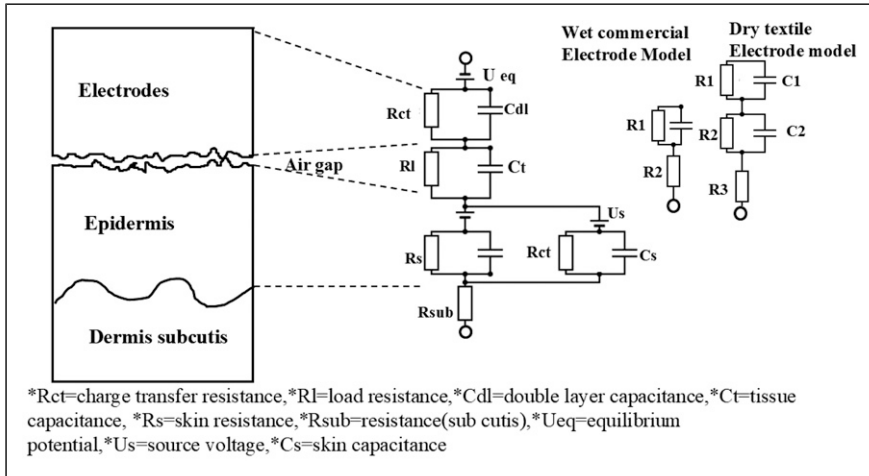 Wet commercial
Electrode Model
Dry textile
Electrode model
Electrodes
U eq
Rct
Cdl
R1
C1
R1
R2
C2
Air gap
Rl
Ct
R2
R3
Epidermis
Us
Rs
Rct
Cs
Rsub
Dermis subcutis
*Rct=charge transfer resistance,*Rl=load resistance,*Cdl=double layer capacitance,*Ct=tissue
capacitance, *Rs=skin resistance,*Rsub=resistance(sub cutis),*Ueq=equilibrium
potential,*Us=source voltage,*Cs=skin capacitance